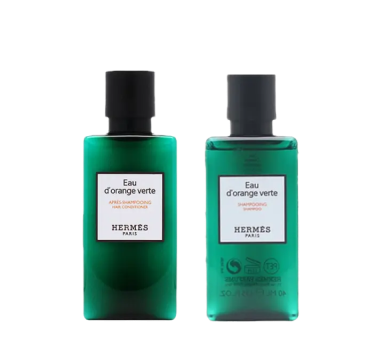 Eau
d'orange verte
APRÈS-SHAMPOOING
HAIR CONDITIONER
HERMÈS
PARIS
Eau
d'orange verte
SHAMPOOING
SHAMPOO
HERMÈS
PARIS